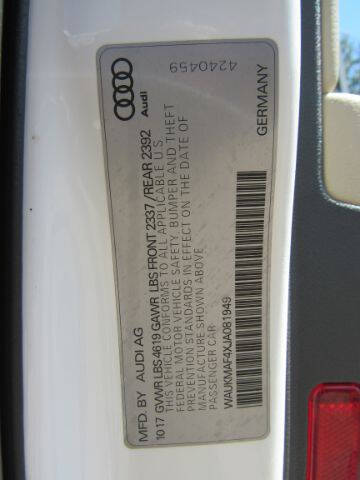 Audi
4240459
MFD. BY AUDI AG
1017 GVWR LBS 4619 GAWR LBS FRONT 2337 / REAR 2392
THIS VEHICLE CONFORMS TO ALL APPLICABLE U.S.
FEDERAL MOTOR VEHICLE SAFETY, BUMPER AND THEFT
PREVENTION STANDARDS IN EFFECT ON THE DATE OF
MANUFACTURE SHOWN ABOVE.
PASSENGER CAR
WAUKMAF4XJA081949
GERMANY